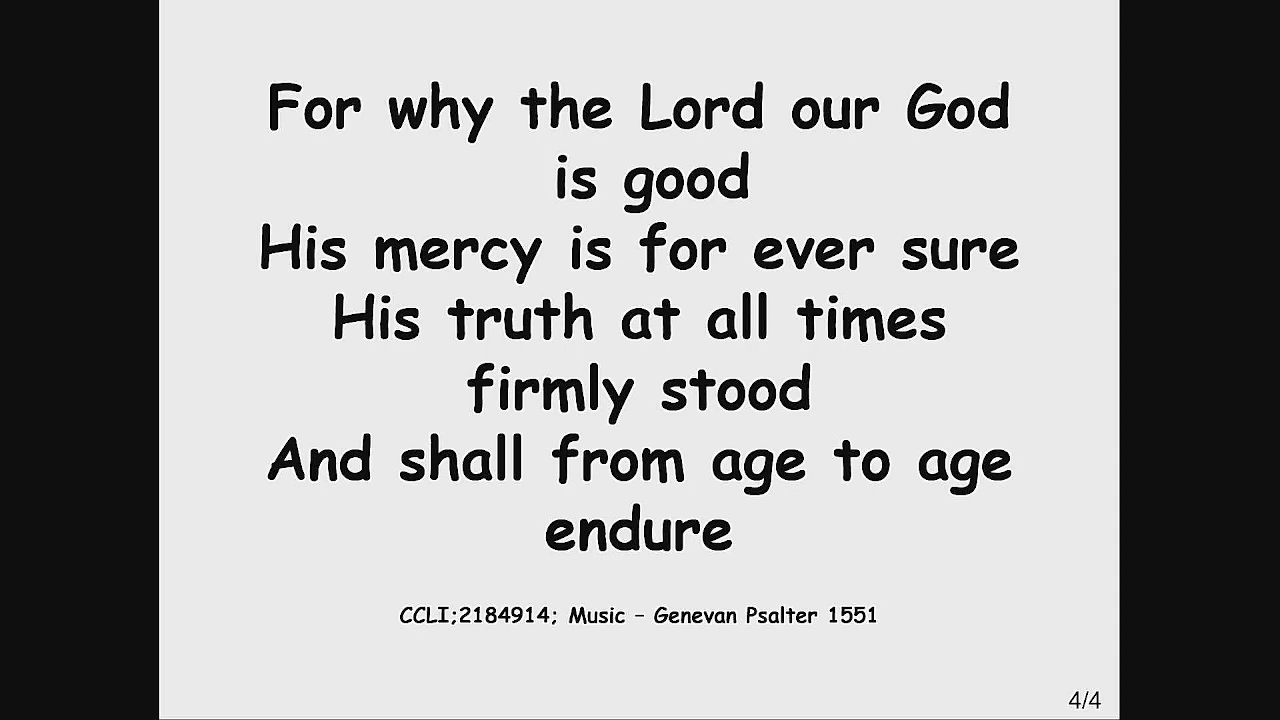 For why the Lord our God
is good
His mercy is for ever sure
His truth at all times
firmly stood
And shall from age to age
endure
CCLI;2184914; Music – Genevan Psalter 1551
4/4